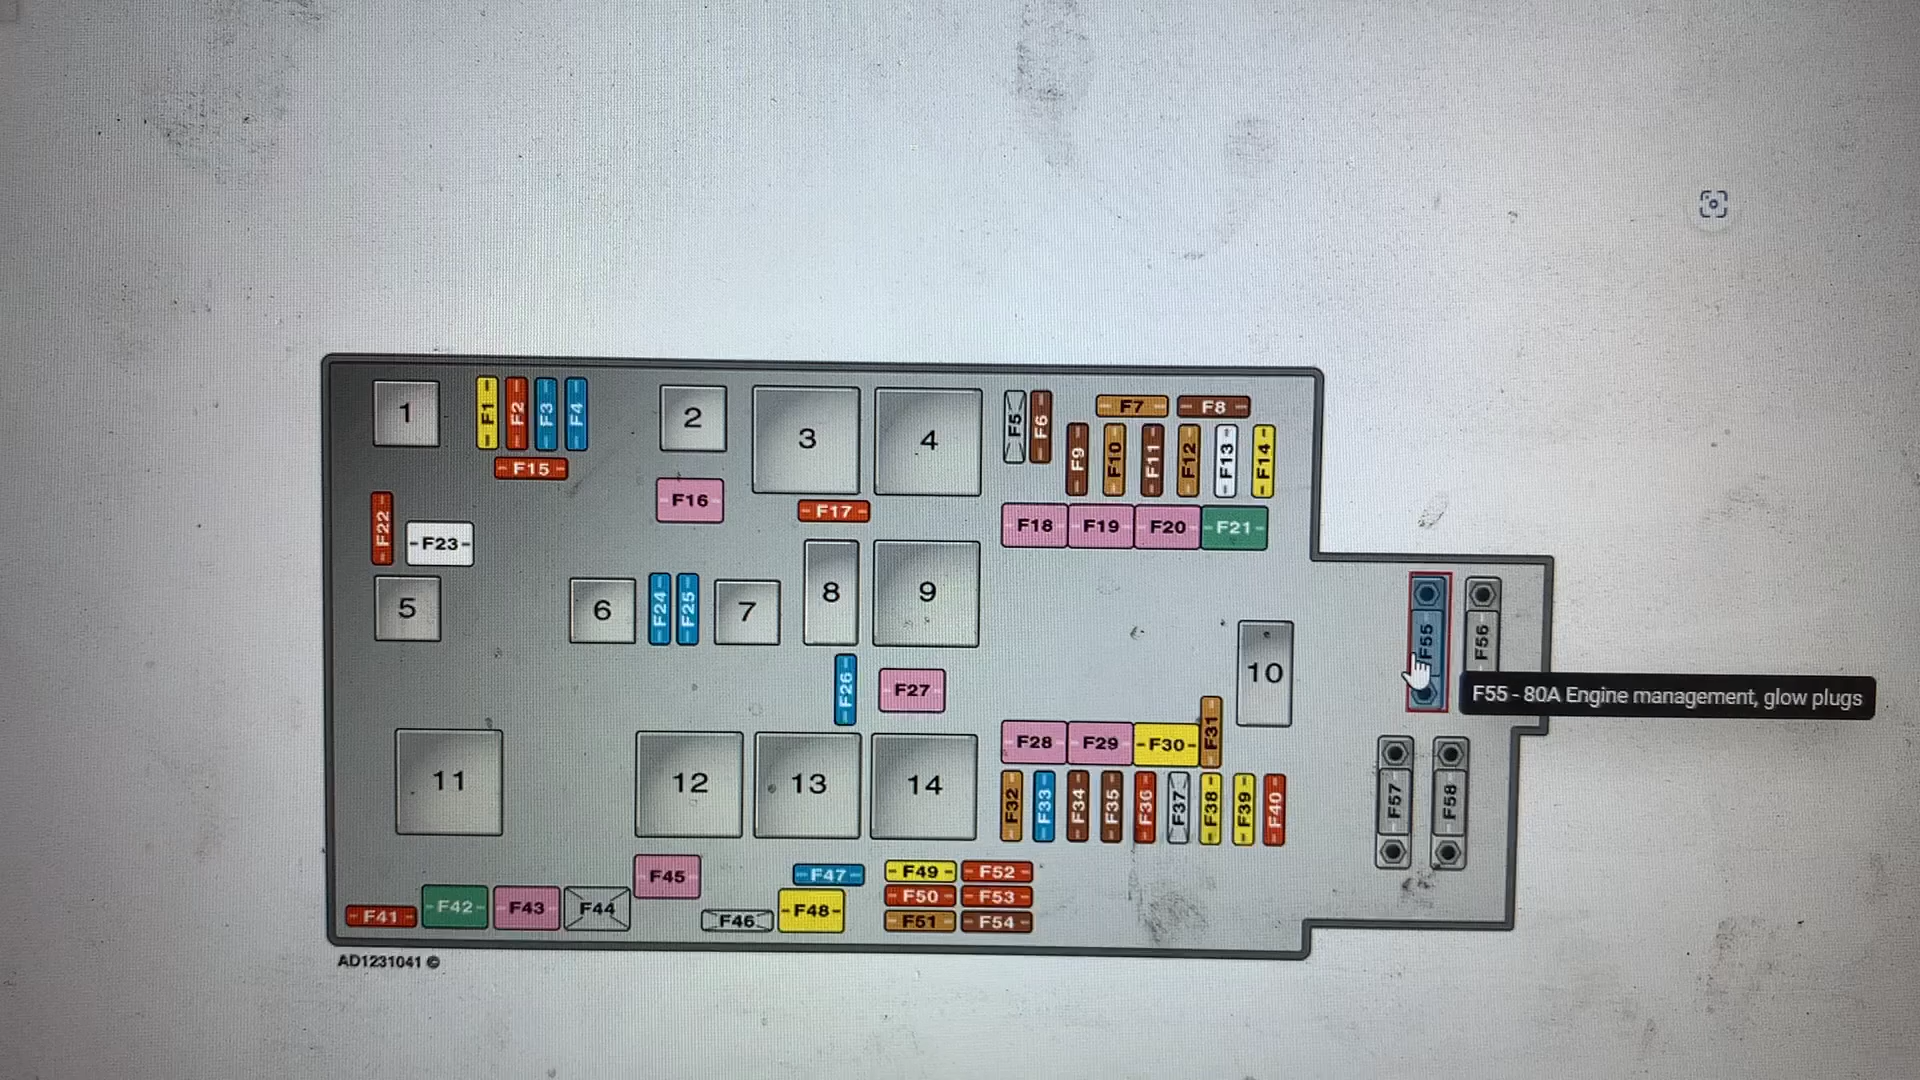 1
F1
F2
F3
F4
2
3
4
F5
F6
F7
F8
F9
F10
F11
F12
F13
F14
F15
F16
F17
F18
F19
F20
F21
F22
F23
5
6
F24
F25
7
8
9
10
F55
F56
F55 - 80A Engine management, glow plugs
F26
F27
F28
F29
F30
F31
11
12
13
14
F32
F33
F34
F35
F36
F37
F38
F39
F40
F57
F58
F41
F42
F43
F44
F45
F46
F47
F48
F49
F52
F50
F53
F51
F54
AD1231041 ©